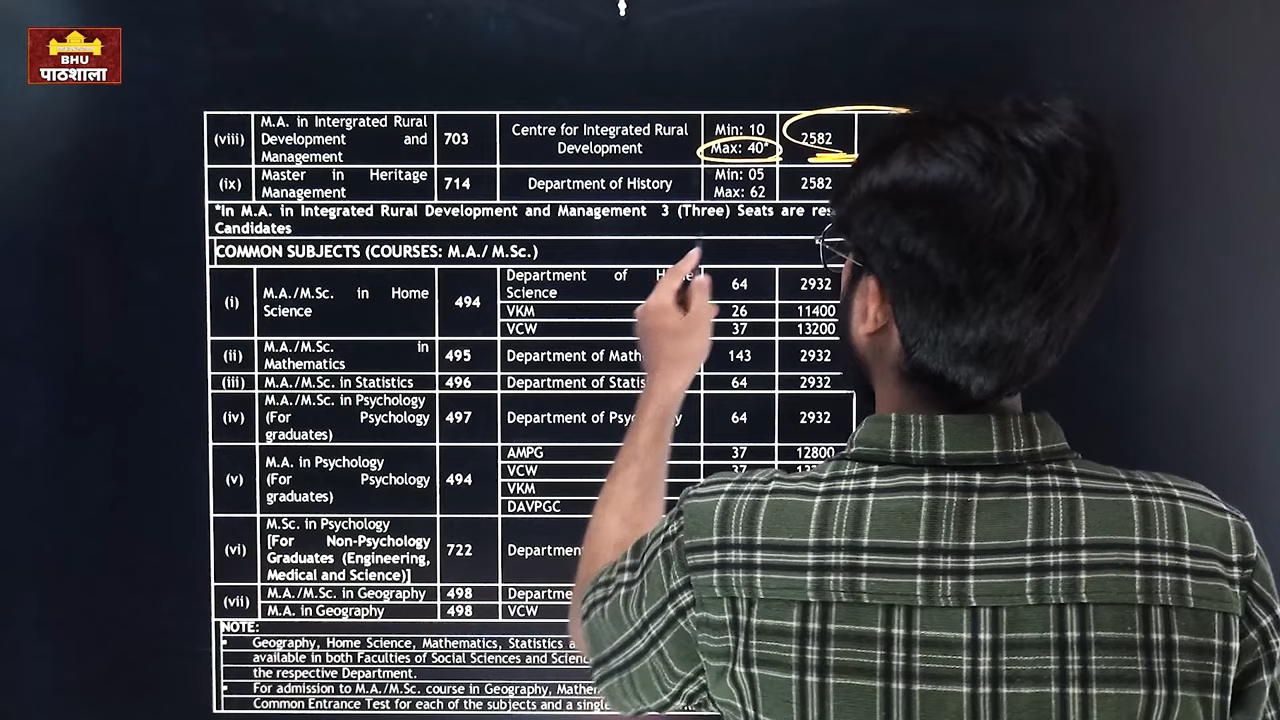 BHU
पाठशाला
(viii) M.A. in Intergrated Rural Development and Management 703 Centre for Integrated Rural Development Min: 10 Max: 40* 2582
(ix) Master in Heritage Management 714 Department of History Min: 05 Max: 62 2582
*In M.A. in Integrated Rural Development and Management 3 (Three) Seats are
Candidates
COMMON SUBJECTS (COURSES: M.A./ M.Sc.)
(i) M.A./M.Sc. in Home Science 494 Department of Home Science 64 2932
VKM 26 11400
VCW 37 13200
(ii) M.A./M.Sc. in Mathematics 495 Department of 143 2932
(iii) M.A./M.Sc. in Statistics 496 Department of 64 2932
(iv) M.A./M.Sc. in Psychology (For Psychology graduates) 497 Department of 64 2932
(v) M.A. in Psychology (For Psychology graduates) 494 AMPG 37 12800
VCW 37
VKM
DAVPGC
(vi) M.Sc. in Psychology [For Non-Psychology Graduates (Engineering, Medical and Science)] 722 Department
(vii) M.A./M.Sc. in Geography 498
M.A. in Geography 498 VCW
NOTE:
Geography, Home Science, Mathematics, Statistics
available in both Faculties of Social Sciences and
the respective Department.
For admission to M.A./M.Sc. course in Geography,
Common Entrance Test for each of the subjects and a